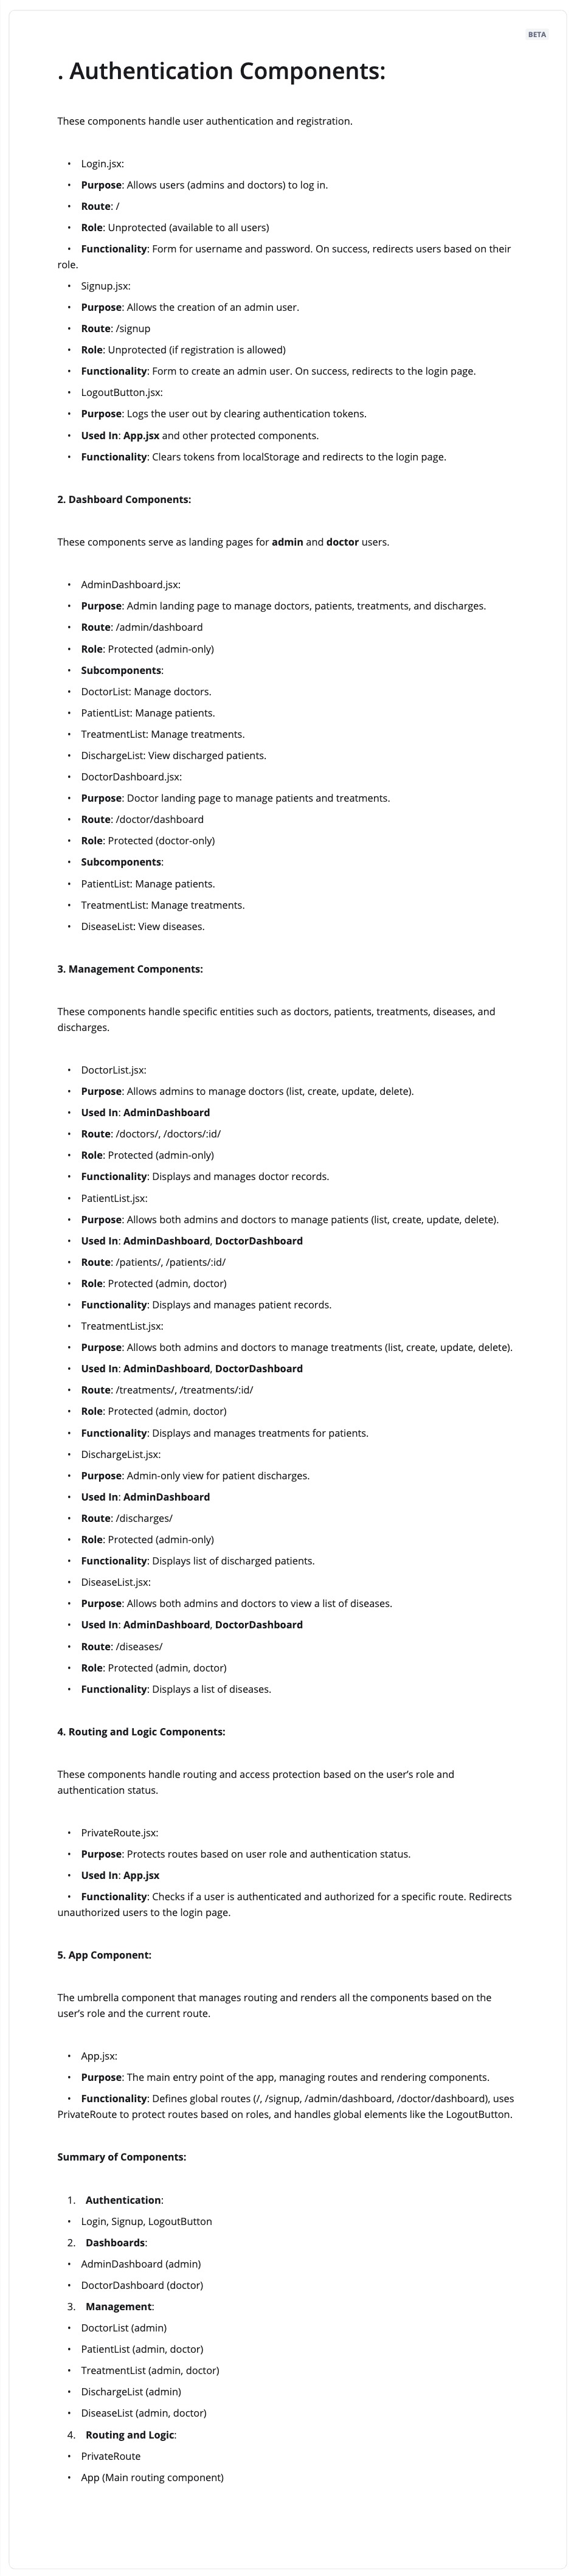 BETA
. Authentication Components:
These components handle user authentication and registration.
• Login.jsx:
• Purpose: Allows users (admins and doctors) to log in.
• Route: /
• Role: Unprotected (available to all users)
• Functionality: Form for username and password. On success, redirects users based on their
role.
• Signup.jsx:
• Purpose: Allows the creation of an admin user.
• Route: /signup
• Role: Unprotected (if registration is allowed)
• Functionality: Form to create an admin user. On success, redirects to the login page.
• LogoutButton.jsx:
• Purpose: Logs the user out by clearing authentication tokens.
• Used In: App.jsx and other protected components.
• Functionality: Clears tokens from localStorage and redirects to the login page.
2. Dashboard Components:
These components serve as landing pages for admin and doctor users.
• AdminDashboard.jsx:
• Purpose: Admin landing page to manage doctors, patients, treatments, and discharges.
• Route: /admin/dashboard
• Role: Protected (admin-only)
• Subcomponents:
• DoctorList: Manage doctors.
• PatientList: Manage patients.
• TreatmentList: Manage treatments.
• DischargeList: View discharged patients.
• DoctorDashboard.jsx:
• Purpose: Doctor landing page to manage patients and treatments.
• Route: /doctor/dashboard
• Role: Protected (doctor-only)
• Subcomponents:
• PatientList: Manage patients.
• TreatmentList: Manage treatments.
• DiseaseList: View diseases.
3. Management Components:
These components handle specific entities such as doctors, patients, treatments, diseases, and
discharges.
• DoctorList.jsx:
• Purpose: Allows admins to manage doctors (list, create, update, delete).
• Used In: AdminDashboard
• Route: /doctors/, /doctors/:id/
• Role: Protected (admin-only)
• Functionality: Displays and manages doctor records.
• PatientList.jsx:
• Purpose: Allows both admins and doctors to manage patients (list, create, update, delete).
• Used In: AdminDashboard, DoctorDashboard
• Route: /patients/, /patients/:id/
• Role: Protected (admin, doctor)
• Functionality: Displays and manages patient records.
• TreatmentList.jsx:
• Purpose: Allows both admins and doctors to manage treatments (list, create, update, delete).
• Used In: AdminDashboard, DoctorDashboard
• Route: /treatments/, /treatments/:id/
• Role: Protected (admin, doctor)
• Functionality: Displays and manages treatments for patients.
• DischargeList.jsx:
• Purpose: Admin-only view for patient discharges.
• Used In: AdminDashboard
• Route: /discharges/
• Role: Protected (admin-only)
• Functionality: Displays list of discharged patients.
• DiseaseList.jsx:
• Purpose: Allows both admins and doctors to view a list of diseases.
• Used In: AdminDashboard, DoctorDashboard
• Route: /diseases/
• Role: Protected (admin, doctor)
• Functionality: Displays a list of diseases.
4. Routing and Logic Components:
These components handle routing and access protection based on the user’s role and
authentication status.
• PrivateRoute.jsx:
• Purpose: Protects routes based on user role and authentication status.
• Used In: App.jsx
• Functionality: Checks if a user is authenticated and authorized for a specific route. Redirects
unauthorized users to the login page.
5. App Component:
The umbrella component that manages routing and renders all the components based on the
user’s role and the current route.
• App.jsx:
• Purpose: The main entry point of the app, managing routes and rendering components.
• Functionality: Defines global routes (/, /signup, /admin/dashboard, /doctor/dashboard), uses
PrivateRoute to protect routes based on roles, and handles global elements like the LogoutButton.
Summary of Components:
1. Authentication:
• Login, Signup, LogoutButton
2. Dashboards:
• AdminDashboard (admin)
• DoctorDashboard (doctor)
3. Management:
• DoctorList (admin)
• PatientList (admin, doctor)
• TreatmentList (admin, doctor)
• DischargeList (admin)
• DiseaseList (admin, doctor)
4. Routing and Logic:
• PrivateRoute
• App (Main routing component)